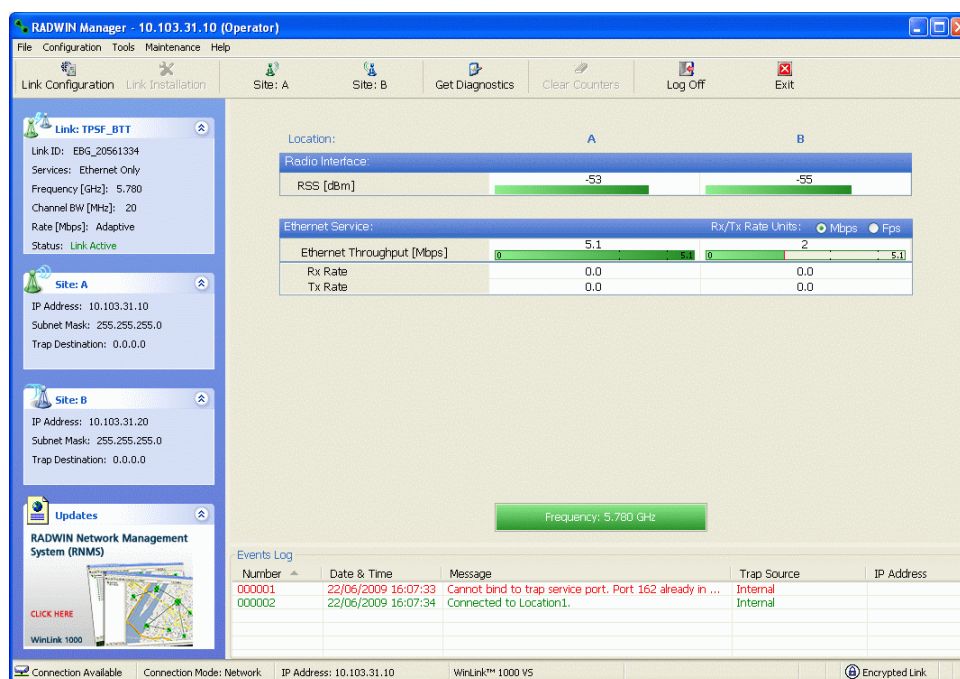 RADWIN Manager - 10.103.31.10 (Operator)
File Configuration Tools Maintenance Help
Link Configuration Link Installation Site: A Site: B Get Diagnostics Clear Counters Log Off Exit
Link: TPSF_BTT
Link ID: EBG_20561334
Services: Ethernet Only
Frequency [GHz]: 5.780
Channel BW [MHz]: 20
Rate [Mbps]: Adaptive
Status: Link Active
Site: A
IP Address: 10.103.31.10
Subnet Mask: 255.255.255.0
Trap Destination: 0.0.0.0
Site: B
IP Address: 10.103.31.20
Subnet Mask: 255.255.255.0
Trap Destination: 0.0.0.0
Updates
RADWIN Network Management
System (RNMS)
CLICK HERE
WinLink 1000
Location: A B
Radio Interface:
RSS [dBm] -53 -55
Ethernet Service: Rx/Tx Rate Units: Mbps Fps
Ethernet Throughput [Mbps] 5.1 2
0 5.1 0 5.1
Rx Rate 0.0 0.0
Tx Rate 0.0 0.0
Frequency: 5.780 GHz
Events Log
Number Date & Time Message Trap Source IP Address
000001 22/06/2009 16:07:33 Cannot bind to trap service port. Port 162 already in ... Internal
000002 22/06/2009 16:07:34 Connected to Location1. Internal
Connection Available Connection Mode: Network IP Address: 10.103.31.10 WinLink™ 1000 VS Encrypted Link